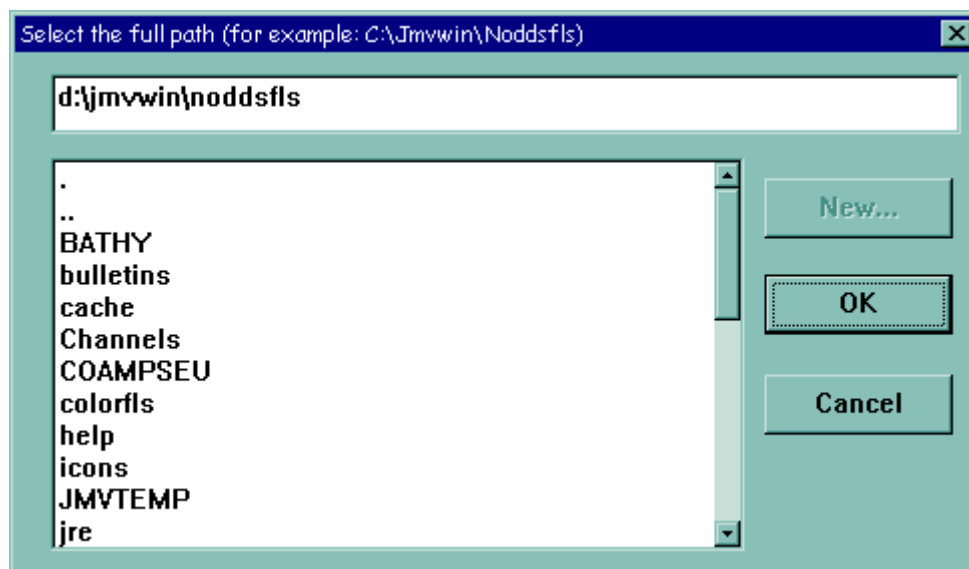 Select the full path (for example: C:\Jmvwin\Noddsfls)
d:\jmvwin\noddsfls
.
..
BATHY
bulletins
cache
Channels
COAMPSEU
colorfls
help
icons
JMVTEMP
jre
New...
OK
Cancel